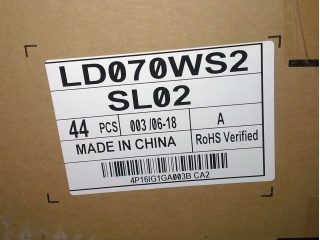 LD070WS2
SL02
44 PCS 003 /06-18 A
MADE IN CHINA RoHS Verified
4P16IG1GA003B CA2